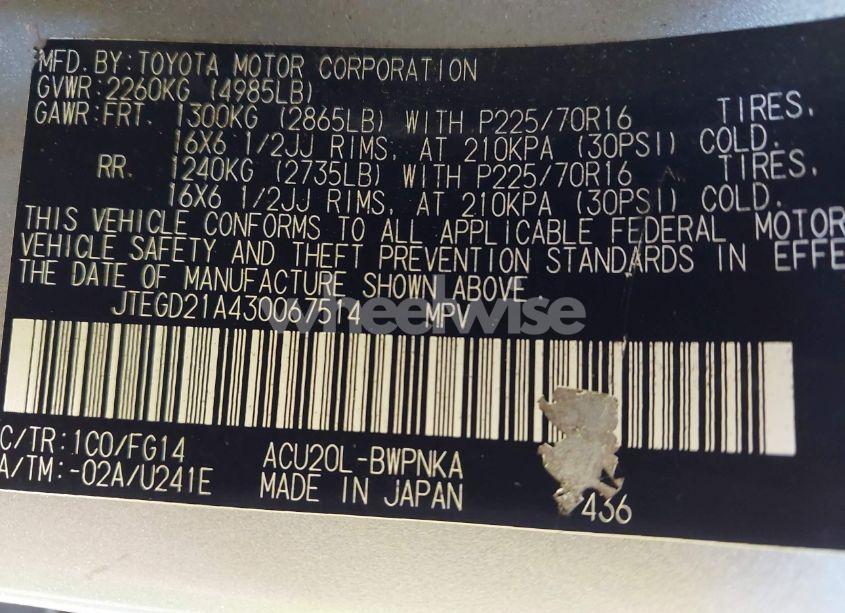 MFD. BY: TOYOTA MOTOR CORPORATION
GVWR: 2260KG (4985LB)
GAWR: FRT. 1300KG (2865LB) WITH P225/70R16 TIRES.
16X6 1/2JJ RIMS, AT 210KPA (30PSI) COLD.
RR. 1240KG (2735LB) WITH P225/70R16 TIRES.
16X6 1/2JJ RIMS, AT 210KPA (30PSI) COLD.
THIS VEHICLE CONFORMS TO ALL APPLICABLE FEDERAL MOTOR
VEHICLE SAFETY AND THEFT PREVENTION STANDARDS IN EFFE
THE DATE OF MANUFACTURE SHOWN ABOVE.
JTEGD21A430067514 MPV
wheelwise
C/TR: 1C0/FG14 ACU20L-BWPNKA
A/TM: -02A/U241E MADE IN JAPAN
436